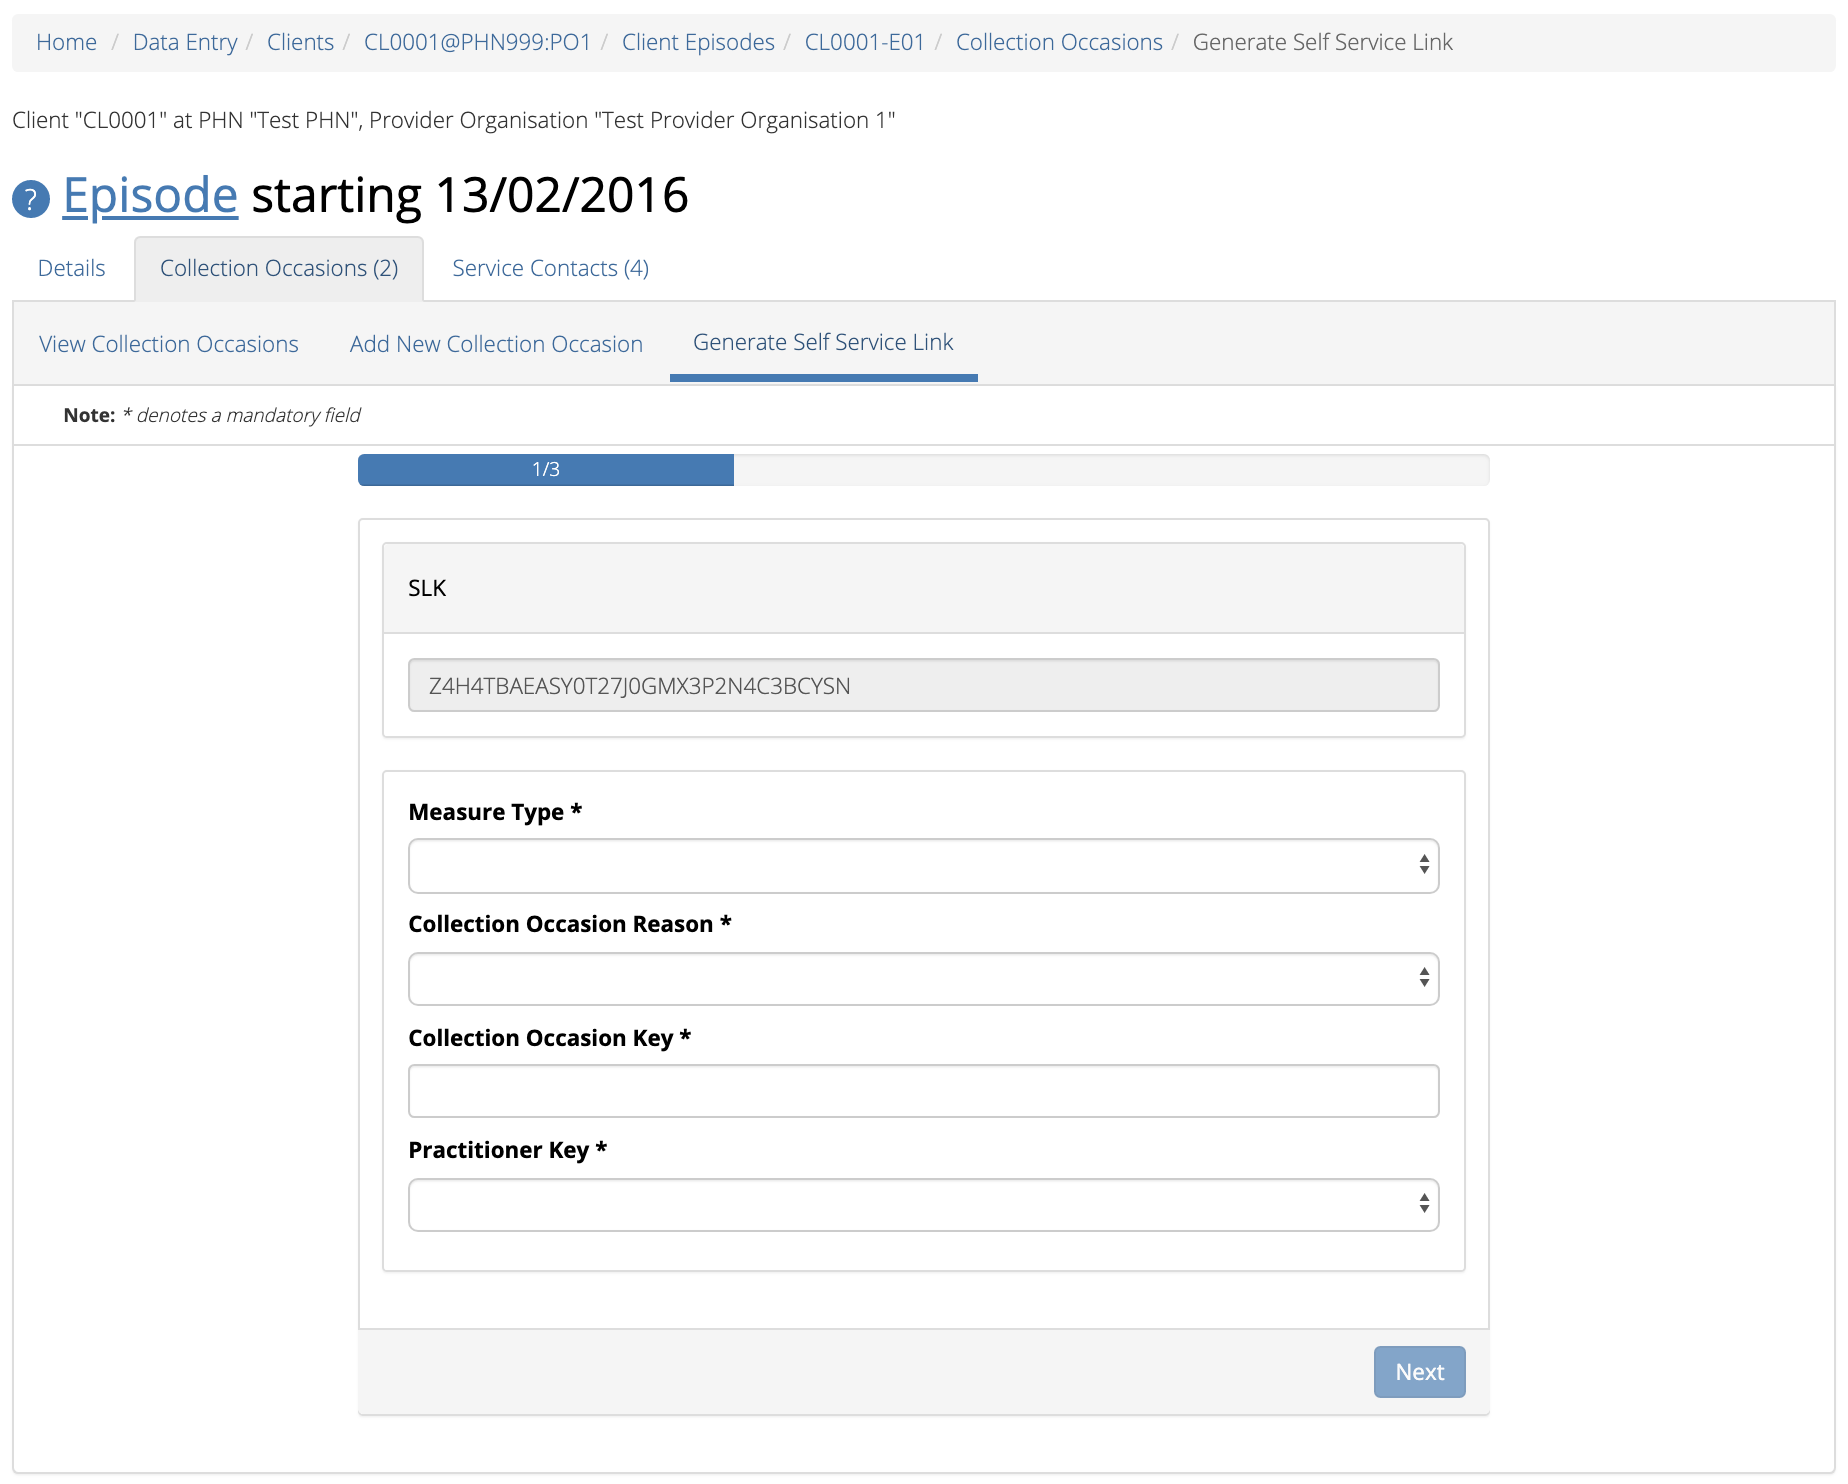 Home / Data Entry / Clients / CL0001@PHN999:PO1 / Client Episodes / CL0001-E01 / Collection Occasions / Generate Self Service Link
Client "CL0001" at PHN "Test PHN", Provider Organisation "Test Provider Organisation 1"
? Episode starting 13/02/2016
Details Collection Occasions (2) Service Contacts (4)
View Collection Occasions Add New Collection Occasion Generate Self Service Link
Note: * denotes a mandatory field
1/3
SLK
Z4H4TBAEASY0T27J0GMX3P2N4C3BCYSN
Measure Type *
Collection Occasion Reason *
Collection Occasion Key *
Practitioner Key *
Next